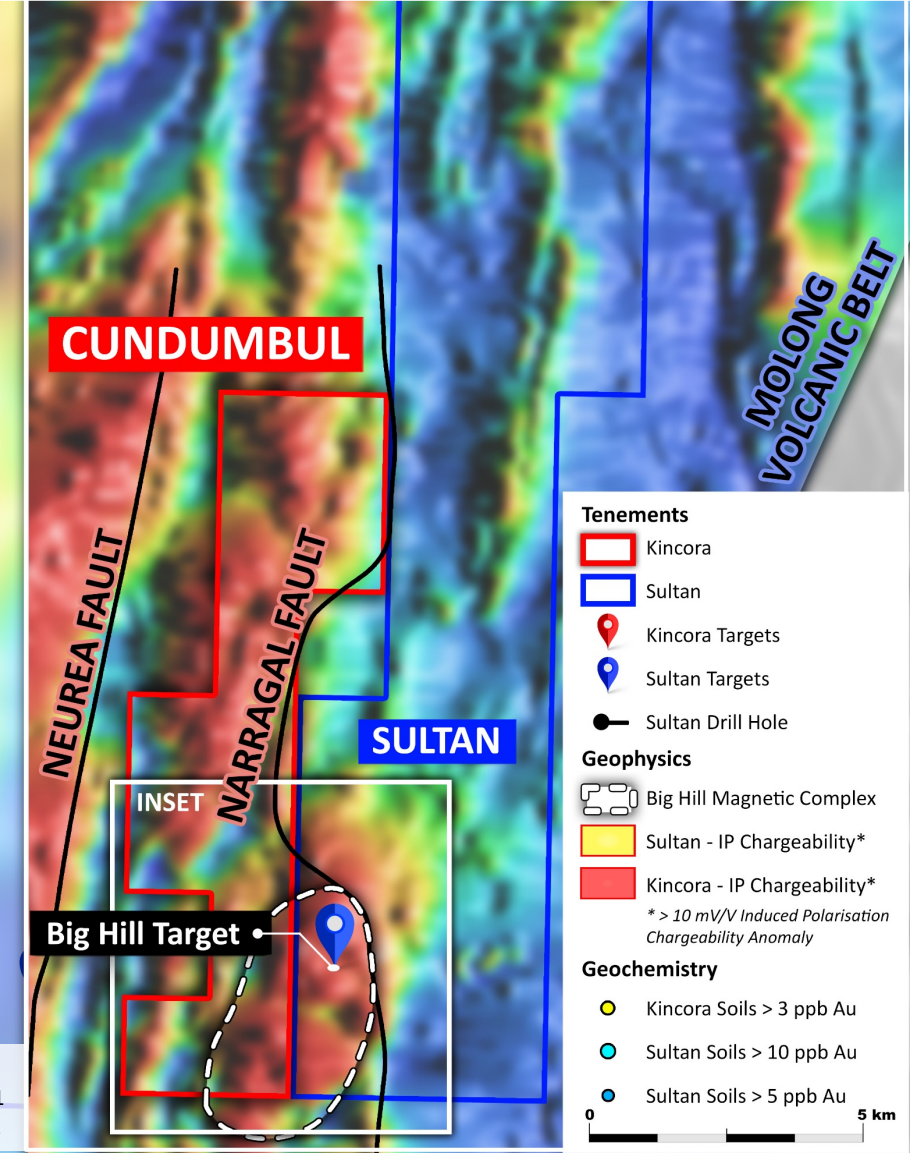 CUNDUMBUL
MOLONG
VOLCANIC BELT
NEUREA FAULT
NARRAGAL FAULT
SULTAN
INSET
Big Hill Target
Tenements
Kincora
Sultan
Kincora Targets
Sultan Targets
Sultan Drill Hole
Geophysics
Big Hill Magnetic Complex
Sultan - IP Chargeability*
Kincora - IP Chargeability*
* > 10 mV/V Induced Polarisation
Chargeability Anomaly
Geochemistry
Kincora Soils > 3 ppb Au
Sultan Soils > 10 ppb Au
Sultan Soils > 5 ppb Au
0 5 km